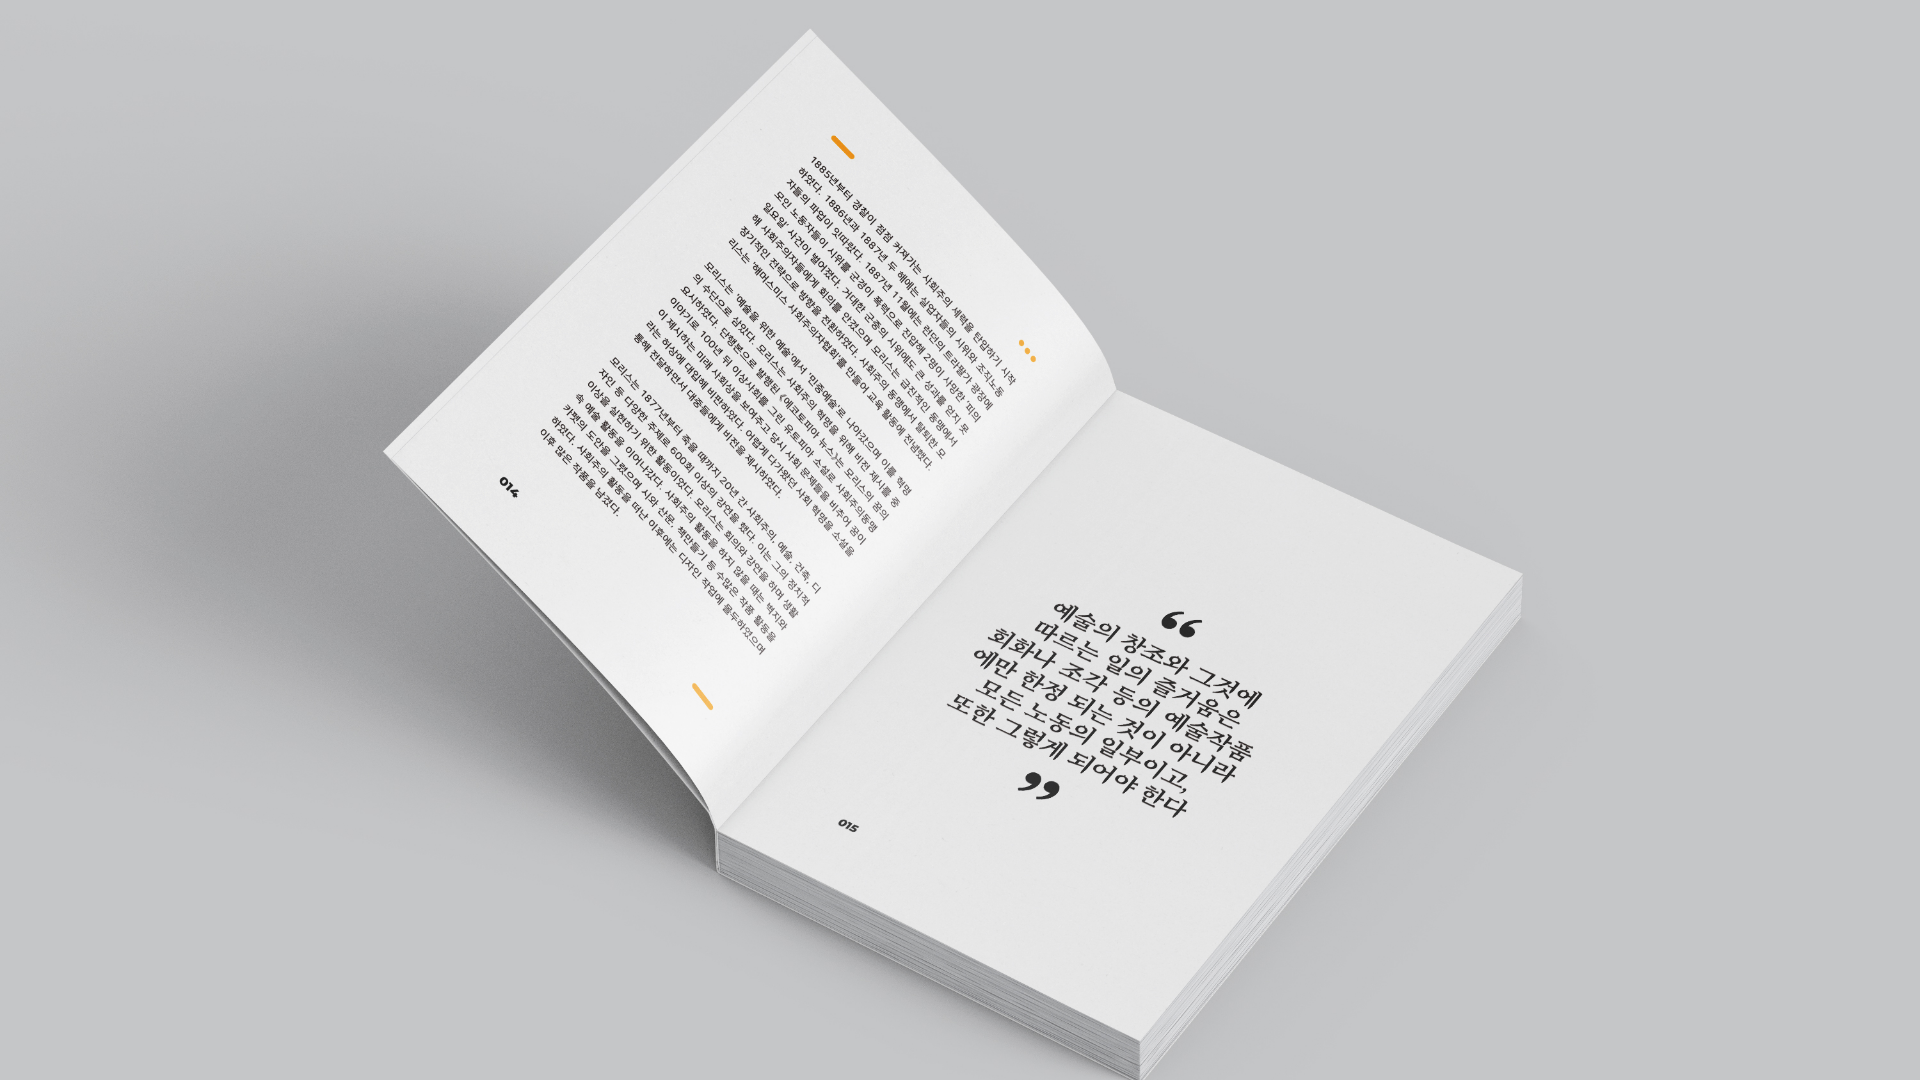 1885년부터 경찰이 점점 커져가는 사회주의 세력을 탄압하기 시작
하였다. 1886년과 1887년 두 해에는 실업자들의 시위와 조직노동
자들의 파업이 잇따랐다. 1887년 11월에는 런던의 트라팔가 광장에
모인 노동자들이 시위를 군경이 폭력으로 진압해 2명이 사망한 '피의
일요일' 사건이 벌어졌다. 거대한 군중의 시위에도 큰 성과를 얻지 못
해 사회주의자들에게 회의를 안겼으며 모리스는 급진적인 동맹에서
장기적인 전략으로 방향을 전환하였다. 사회주의 동맹에서 탈퇴한 모
리스는 '해머스미스 사회주의자협회'를 만들어 교육 활동에 전념했다.
모리스는 '예술을 위한 예술'에서 '민중예술'로 나아갔으며 이를 혁명
의 수단으로 삼았다. 모리스는 사회주의 혁명을 위해 비전 제시를 중
요시하였다. 단행본으로 발행된 《에코토피아 뉴스》는 모리스의 꿈의
이야기로 100년 뒤 이상사회를 그린 유토피아 소설로 사회주의동맹
이 제시하는 미래 사회상을 보여주고 당시 사회 문제들을 비추어 꿈이
라는 허상에 대입해 비판하였다. 어렵게 다가왔던 사회 혁명을 소설을
통해 전달하면서 대중들에게 비전을 제시하였다.
모리스는 1877년부터 죽을 때까지 20년 간 사회주의, 예술, 건축, 디
자인 등 다양한 주제로 600회 이상의 강연을 했다. 이는 그의 정치적
이상을 실현하기 위한 활동이었다. 모리스는 회의와 강연을 하며 생활
속 예술 활동을 이어나갔다. 사회주의 활동을 하지 않을 때는 벽지와
카펫의 도안을 그렸으며 시와 산문, 책만들기 등 수많은 작품 활동을
하였다. 사회주의 활동을 떠난 이후에는 디자인 작업에 몰두하였으며
이후 많은 작품을 남겼다.
014
“
예술의 창조와 그것에
따르는 일의 즐거움은
회화나 조각 등의 예술작품
에만 한정 되는 것이 아니라
모든 노동의 일부이고,
또한 그렇게 되어야 한다
”
015